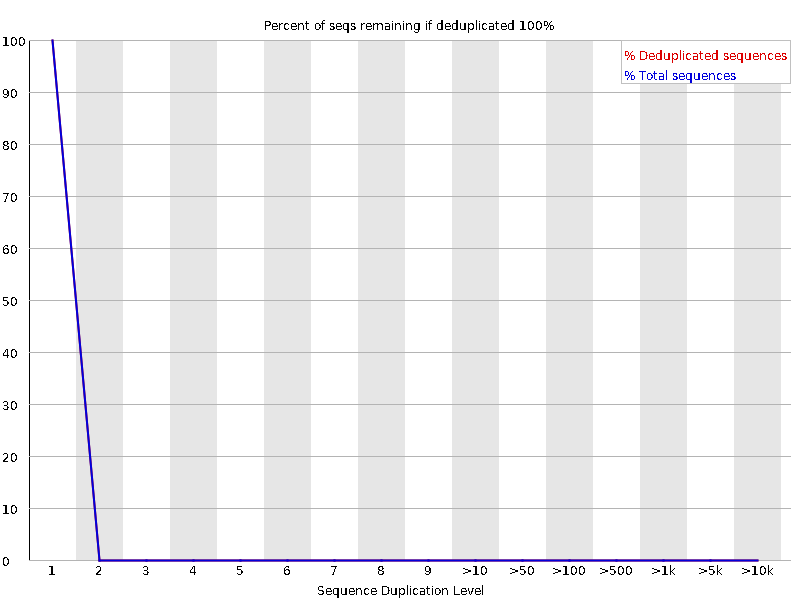 Percent of seqs remaining if deduplicated 100%
% Deduplicated sequences
% Total sequences
100
90
80
70
60
50
40
30
20
10
0
1 2 3 4 5 6 7 8 9 >10 >50 >100 >500 >1k >5k >10k
Sequence Duplication Level